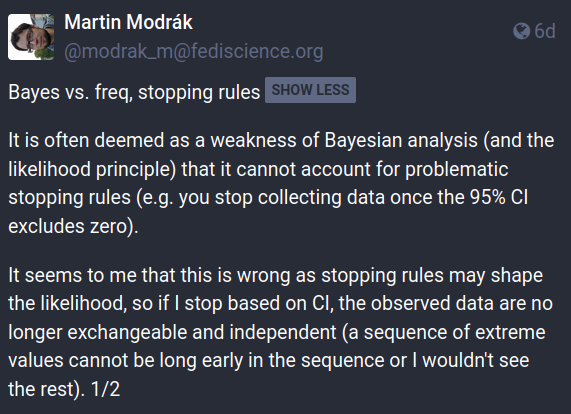 Martin Modrák
@modrak_m@fediscience.org
6d
Bayes vs. freq, stopping rules SHOW LESS
It is often deemed as a weakness of Bayesian analysis (and the
likelihood principle) that it cannot account for problematic
stopping rules (e.g. you stop collecting data once the 95% CI
excludes zero).
It seems to me that this is wrong as stopping rules may shape
the likelihood, so if I stop based on CI, the observed data are no
longer exchangeable and independent (a sequence of extreme
values cannot be long early in the sequence or I wouldn't see
the rest). 1/2